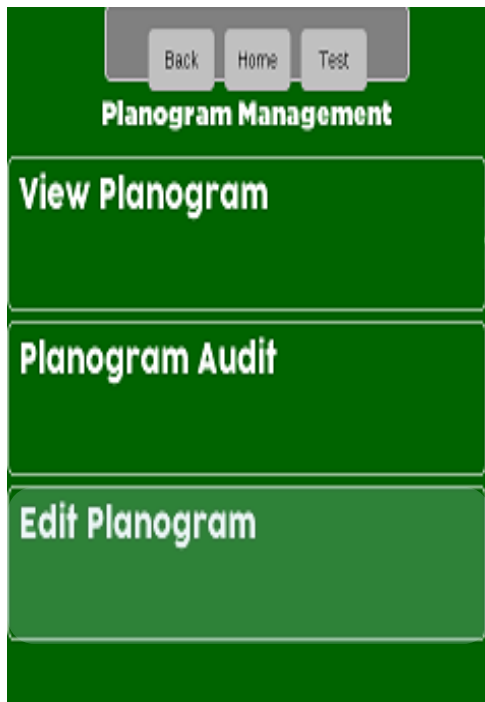 Back Home Test
Planogram Management
View Planogram
Planogram Audit
Edit Planogram